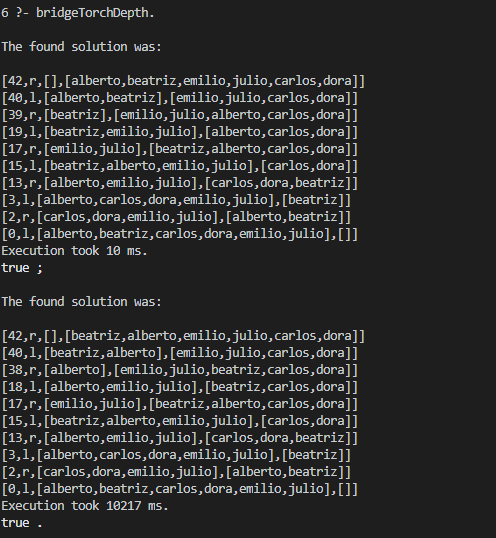 6 ?- bridgeTorchDepth.
The found solution was:
[42,r,[],[alberto,beatriz,emilio,julio,carlos,dora]]
[40,l,[alberto,beatriz],[emilio,julio,carlos,dora]]
[39,r,[beatriz],[emilio,julio,alberto,carlos,dora]]
[19,l,[beatriz,emilio,julio],[alberto,carlos,dora]]
[17,r,[emilio,julio],[beatriz,alberto,carlos,dora]]
[15,l,[beatriz,alberto,emilio,julio],[carlos,dora]]
[13,r,[alberto,emilio,julio],[carlos,dora,beatriz]]
[3,l,[alberto,carlos,dora,emilio,julio],[beatriz]]
[2,r,[carlos,dora,emilio,julio],[alberto,beatriz]]
[0,l,[alberto,beatriz,carlos,dora,emilio,julio],[]]
Execution took 10 ms.
true ;
The found solution was:
[42,r,[],[beatriz,alberto,emilio,julio,carlos,dora]]
[40,l,[beatriz,alberto],[emilio,julio,carlos,dora]]
[38,r,[alberto],[emilio,julio,beatriz,carlos,dora]]
[18,l,[alberto,emilio,julio],[beatriz,carlos,dora]]
[17,r,[emilio,julio],[beatriz,alberto,carlos,dora]]
[15,l,[beatriz,alberto,emilio,julio],[carlos,dora]]
[13,r,[alberto,emilio,julio],[carlos,dora,beatriz]]
[3,l,[alberto,carlos,dora,emilio,julio],[beatriz]]
[2,r,[carlos,dora,emilio,julio],[alberto,beatriz]]
[0,l,[alberto,beatriz,carlos,dora,emilio,julio],[]]
Execution took 10217 ms.
true .